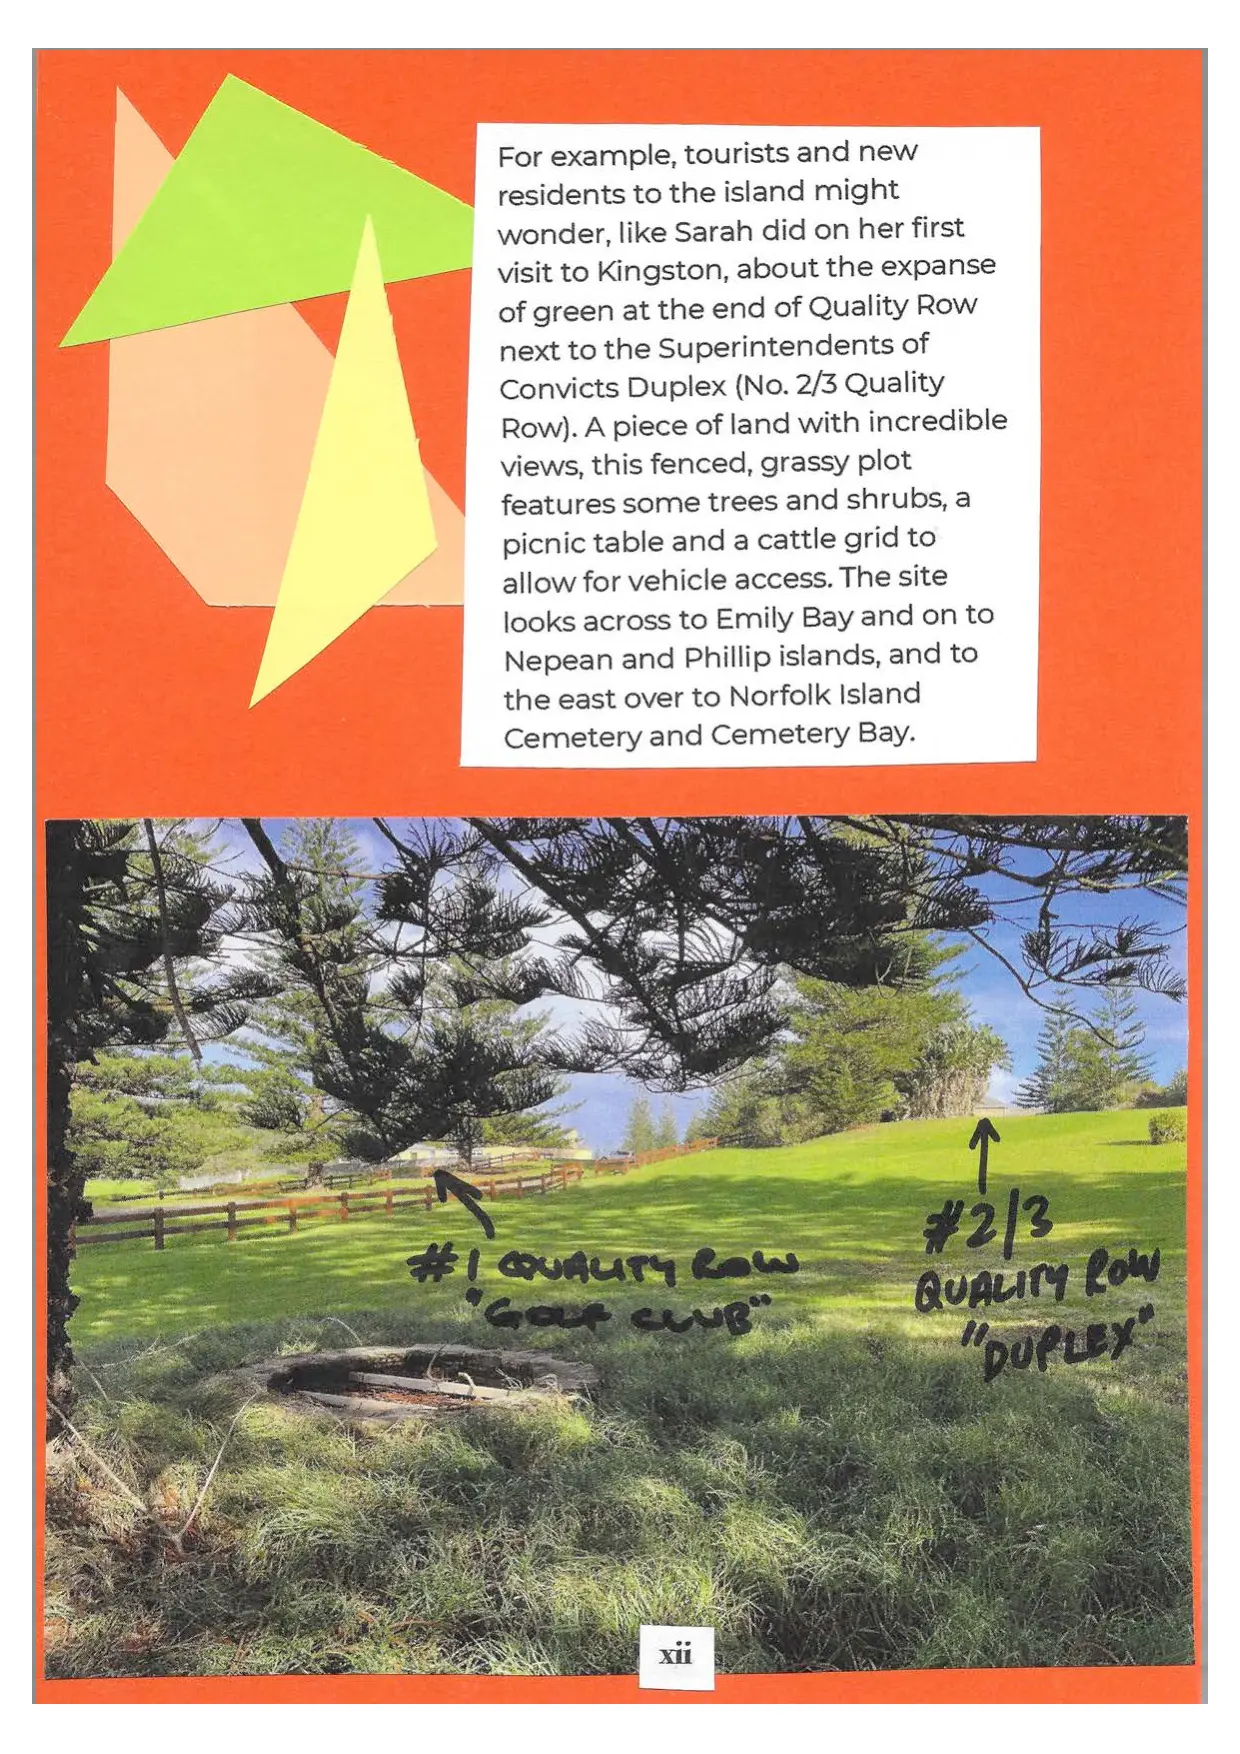 For example, tourists and new
residents to the island might
wonder, like Sarah did on her first
visit to Kingston, about the expanse
of green at the end of Quality Row
next to the Superintendents of
Convicts Duplex (No. 2/3 Quality
Row). A piece of land with incredible
views, this fenced, grassy plot
features some trees and shrubs, a
picnic table and a cattle grid to
allow for vehicle access. The site
looks across to Emily Bay and on to
Nepean and Phillip islands, and to
the east over to Norfolk Island
Cemetery and Cemetery Bay.
#1 QUALITY ROW
"GOLF CLUB"
#2/3
QUALITY ROW
"DUPLEX"
xii